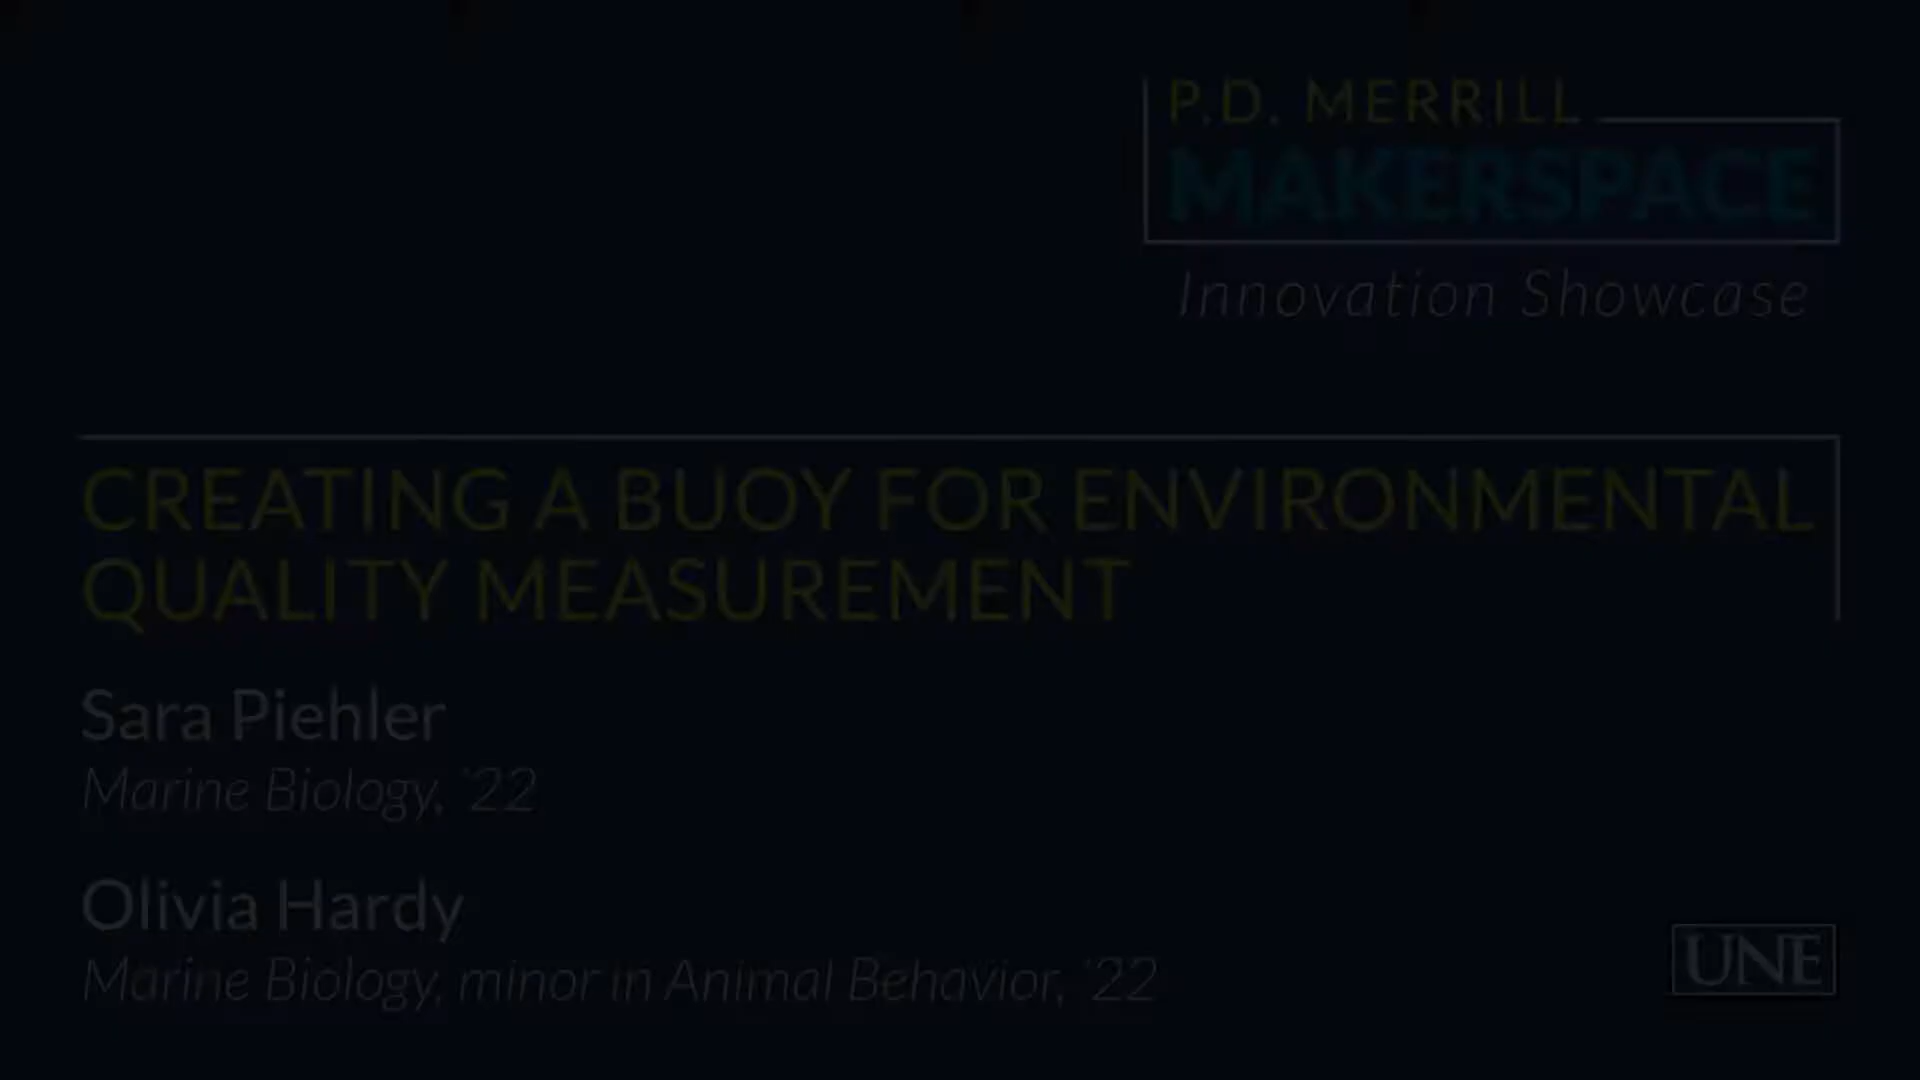 P.D. MERRILL
MAKERSPACE
Innovation Showcase
CREATING A BUOY FOR ENVIRONMENTAL
QUALITY MEASUREMENT
Sara Piehler
Marine Biology, '22
Olivia Hardy
Marine Biology, minor in Animal Behavior, '22
UNE